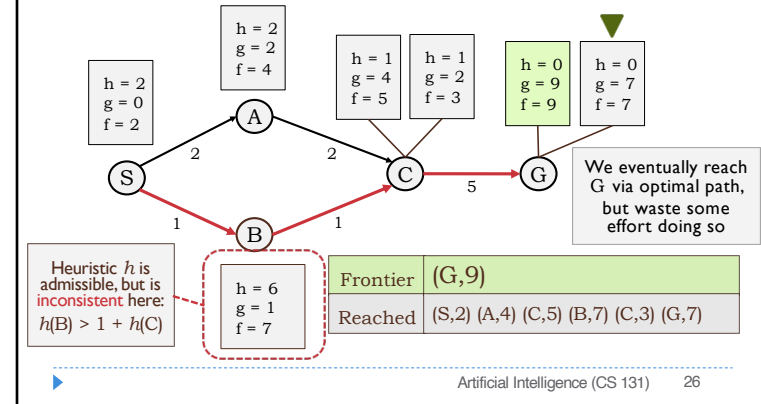 h = 2
g = 2
f = 4
h = 2
g = 0
f = 2
h = 1
g = 4
f = 5
h = 1
g = 2
f = 3
h = 0
g = 9
f = 9
h = 0
g = 7
f = 7
A
2
2
S
C
5
G
1
1
B
We eventually reach
G via optimal path,
but waste some
effort doing so
Heuristic h is
admissible, but is
inconsistent here:
h(B) > 1 + h(C)
h = 6
g = 1
f = 7
Frontier (G,9)
Reached (S,2) (A,4) (C,5) (B,7) (C,3) (G,7)
Artificial Intelligence (CS 131) 26